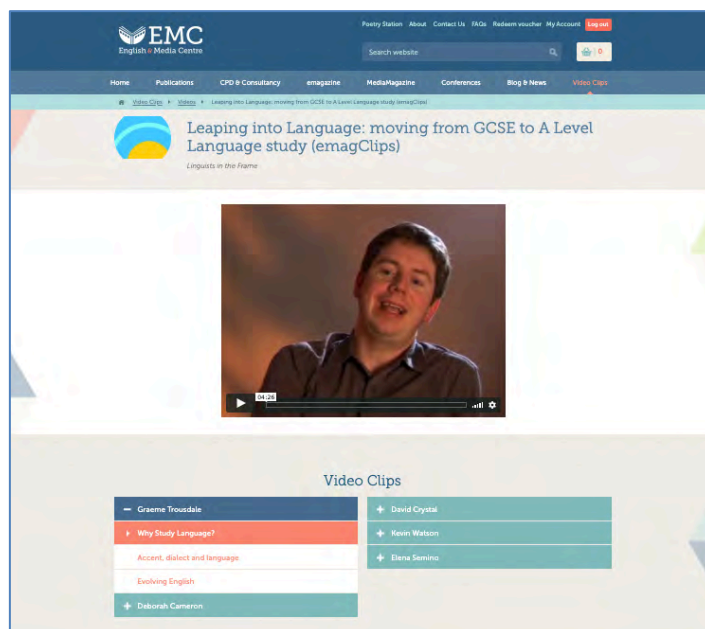 Poetry Station About Contact Us FAQs Redeem voucher My Account Log out
EMC
English & Media Centre
Search website
0
Home Publications CPD & Consultancy emagazine MediaMagazine Conferences Blog & News Video Clips
Video Clips Videos Leaping into Language: moving from GCSE to A Level Language study (emagClips)
Leaping into Language: moving from GCSE to A Level
Language study (emagClips)
Linguists in the Frame
04:26
Video Clips
Graeme Trousdale
Why Study Language?
Accent, dialect and language
Evolving English
Deborah Cameron
David Crystal
Kevin Watson
Elena Semino